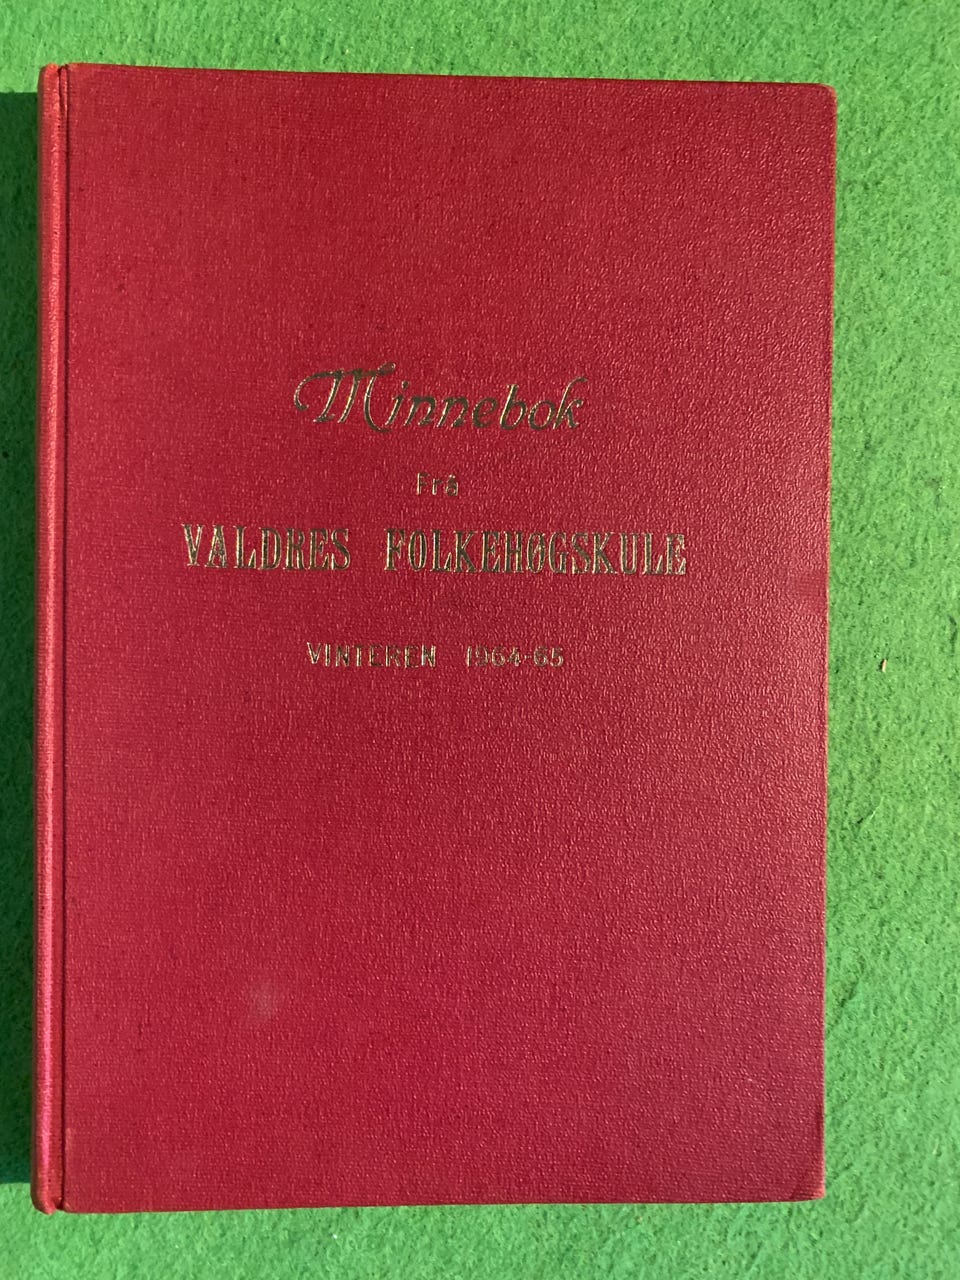 Minnebok
Frå
VALDRES FOLKEHØGSKULE
VINTEREN 1964-65